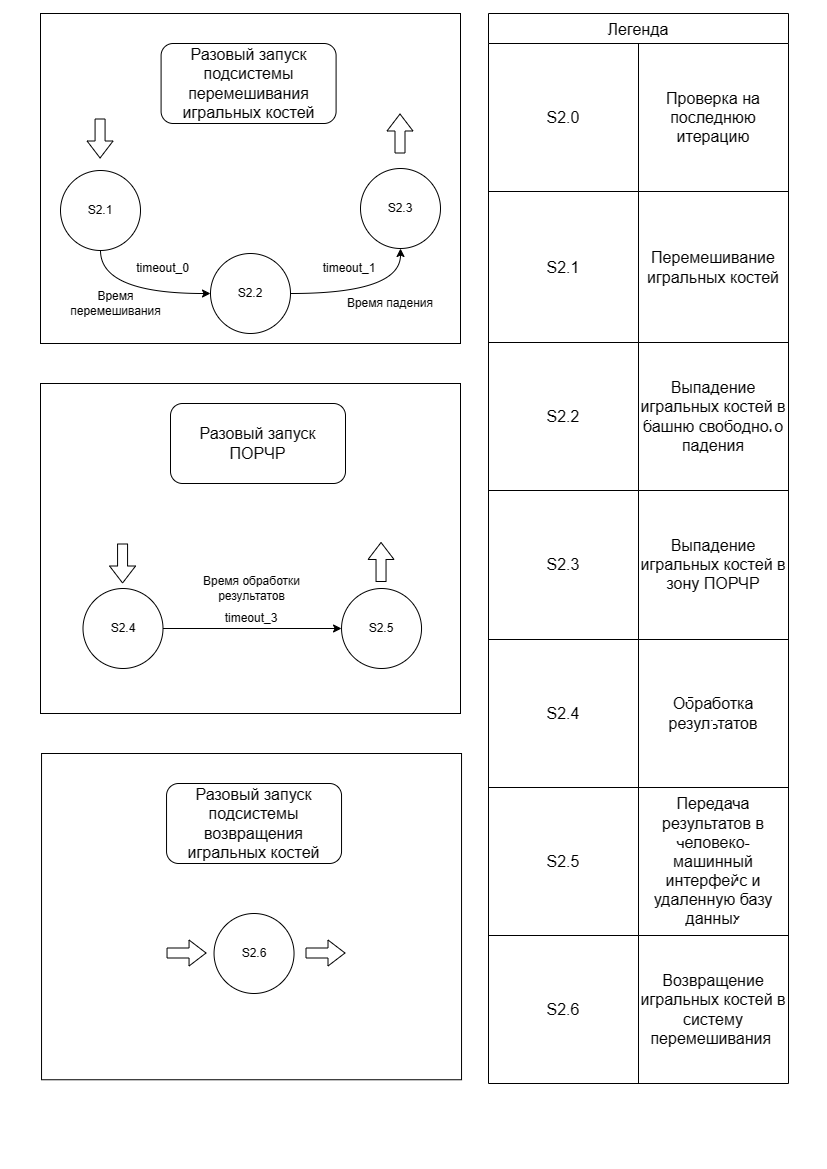 Разовый запуск
подсистемы
перемешивания
игральных костей
S2.1
S2.3
timeout_0
timeout_1
S2.2
Время
перемешивания
Время падения
Разовый запуск
ПОРЧР
Время обработки
результатов
timeout_3
S2.4
S2.5
Разовый запуск
подсистемы
возвращения
игральных костей
S2.6
Легенда
S2.0
Проверка на
последнюю
итерацию
S2.1
Перемешивание
игральных костей
S2.2
Выпадение
игральных костей в
башню свободного
падения
S2.3
Выпадение
игральных костей в
зону ПОРЧР
S2.4
Обработка
результатов
S2.5
Передача
результатов в
человеко-
машинный
интерфейс и
удаленную базу
данных
S2.6
Возвращение
игральных костей в
систему
перемешивания